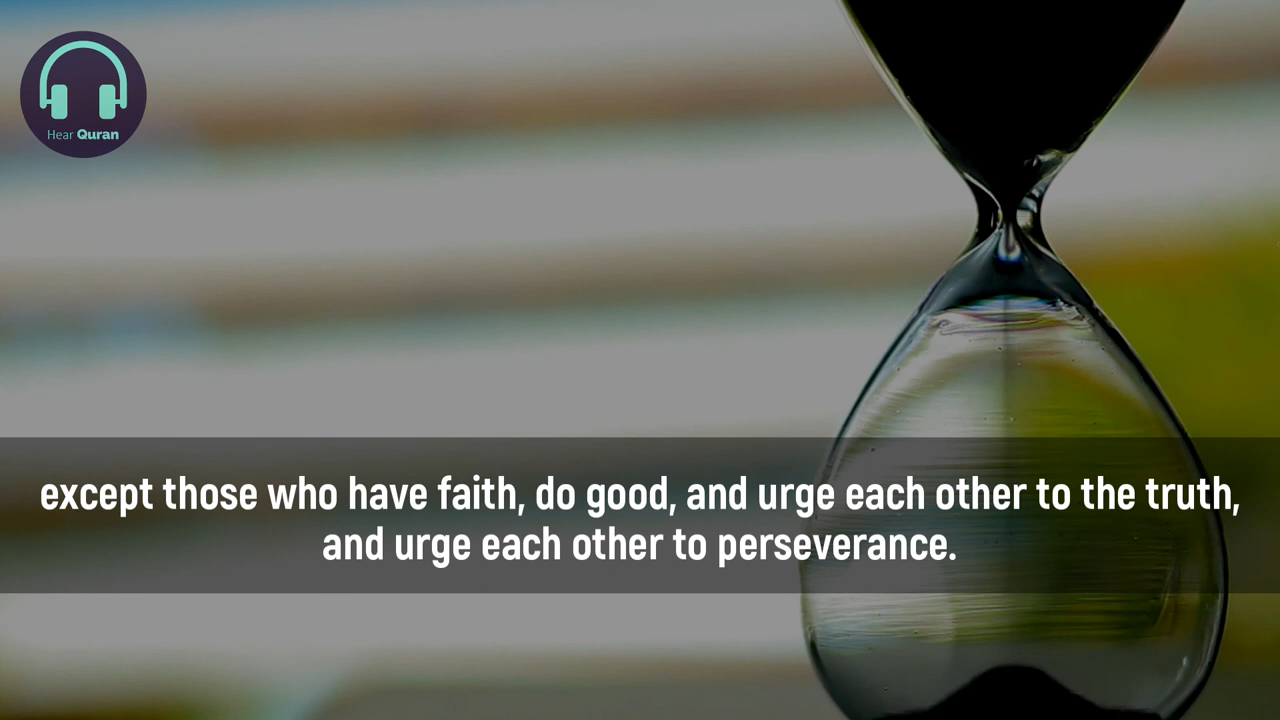 Hear Quran
except those who have faith, do good, and urge each other to the truth,
and urge each other to perseverance.